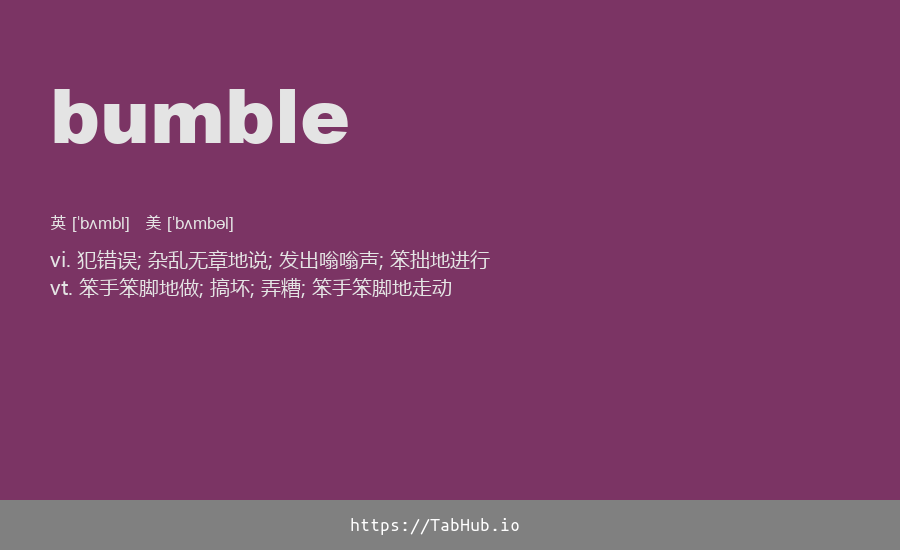 bumble
英 [ˈbʌmbl] 美 [ˈbʌmbəl]
vi. 犯错误; 杂乱无章地说; 发出嗡嗡声; 笨拙地进行
vt. 笨手笨脚地做; 搞坏; 弄糟; 笨手笨脚地走动
https://TabHub.io